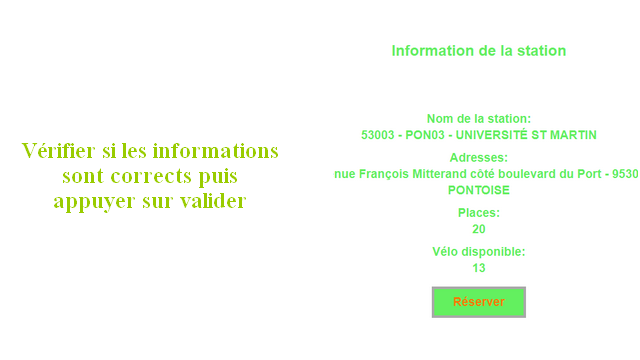 Vérifier si les informations
sont corrects puis
appuyer sur valider
Information de la station
Nom de la station:
53003 - PON03 - UNIVERSITÉ ST MARTIN
Adresses:
nue François Mitterand còté boulevard du Port - 9530
PONTOISE
Places:
20
Vélo disponible:
13
Réserver